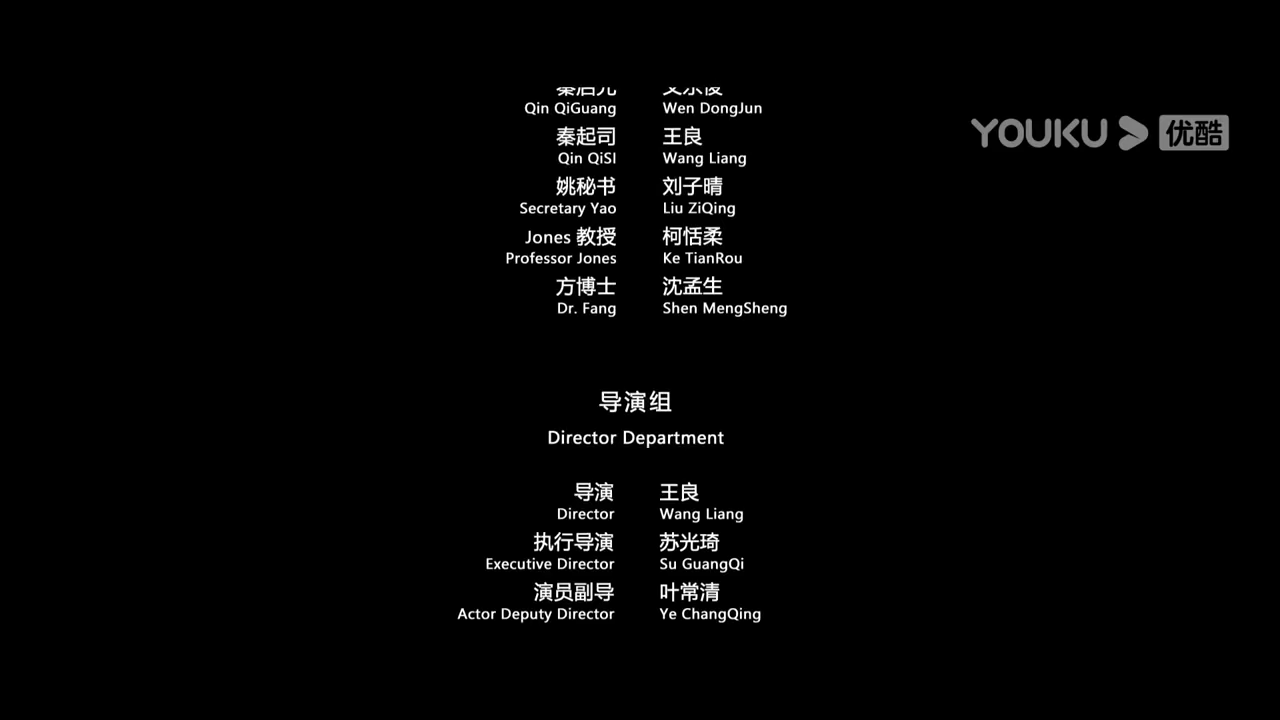 Qin QiGuang Wen DongJun
秦起司 王良
Qin QiSI Wang Liang
姚秘书 刘子晴
Secretary Yao Liu ZiQing
Jones 教授 柯恬柔
Professor Jones Ke TianRou
方博士 沈孟生
Dr. Fang Shen MengSheng
YOUKU 优酷
导演组
Director Department
导演 王良
Director Wang Liang
执行导演 苏光琦
Executive Director Su GuangQi
演员副导 叶常清
Actor Deputy Director Ye ChangQing